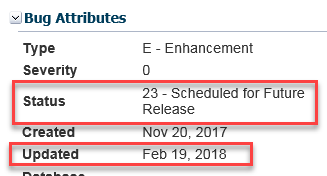 Bug Attributes
Type E - Enhancement
Severity 0
Status 23 - Scheduled for Future
Release
Created Nov 20, 2017
Updated Feb 19, 2018
Database